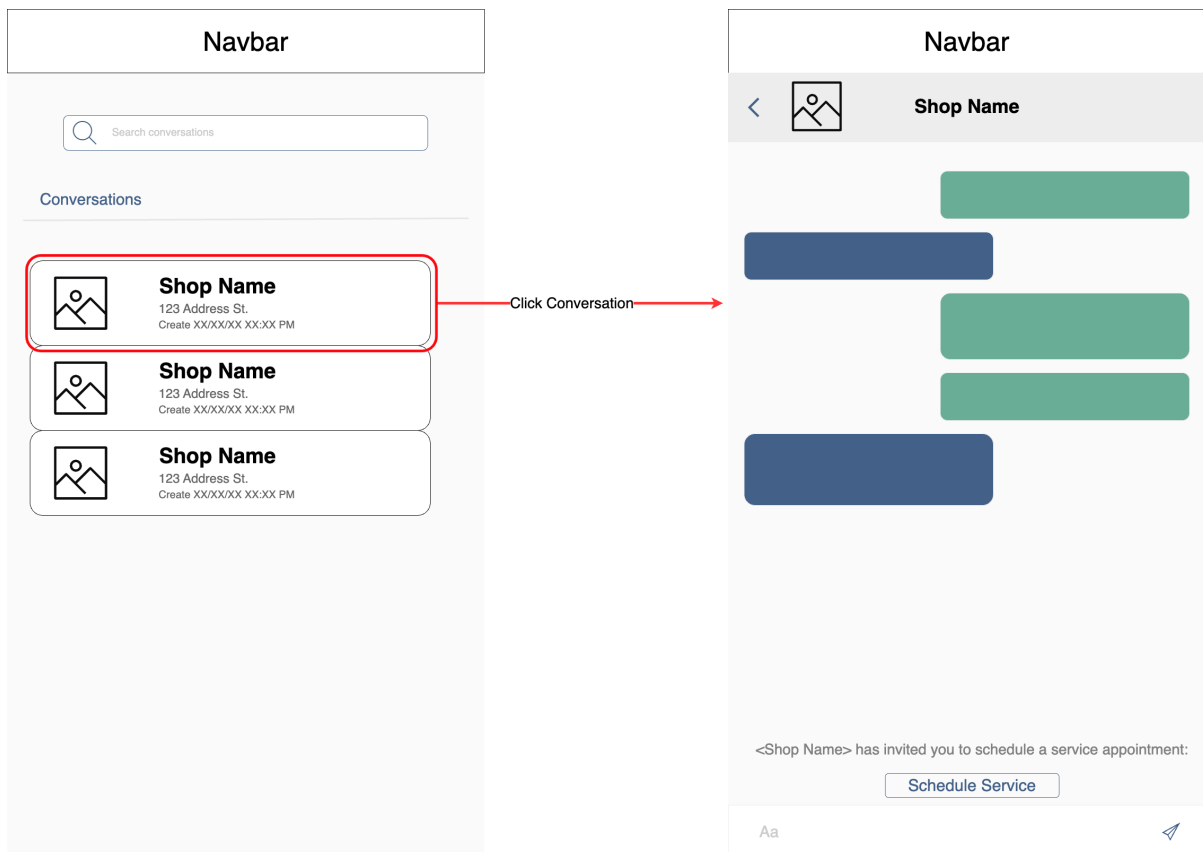 Navbar
Search conversations
Conversations
Shop Name
123 Address St.
Create XX/XX/XX XX:XX PM
Shop Name
123 Address St.
Create XX/XX/XX XX:XX PM
Shop Name
123 Address St.
Create XX/XX/XX XX:XX PM
Click Conversation
Navbar
Shop Name
<Shop Name> has invited you to schedule a service appointment:
Schedule Service
Aa